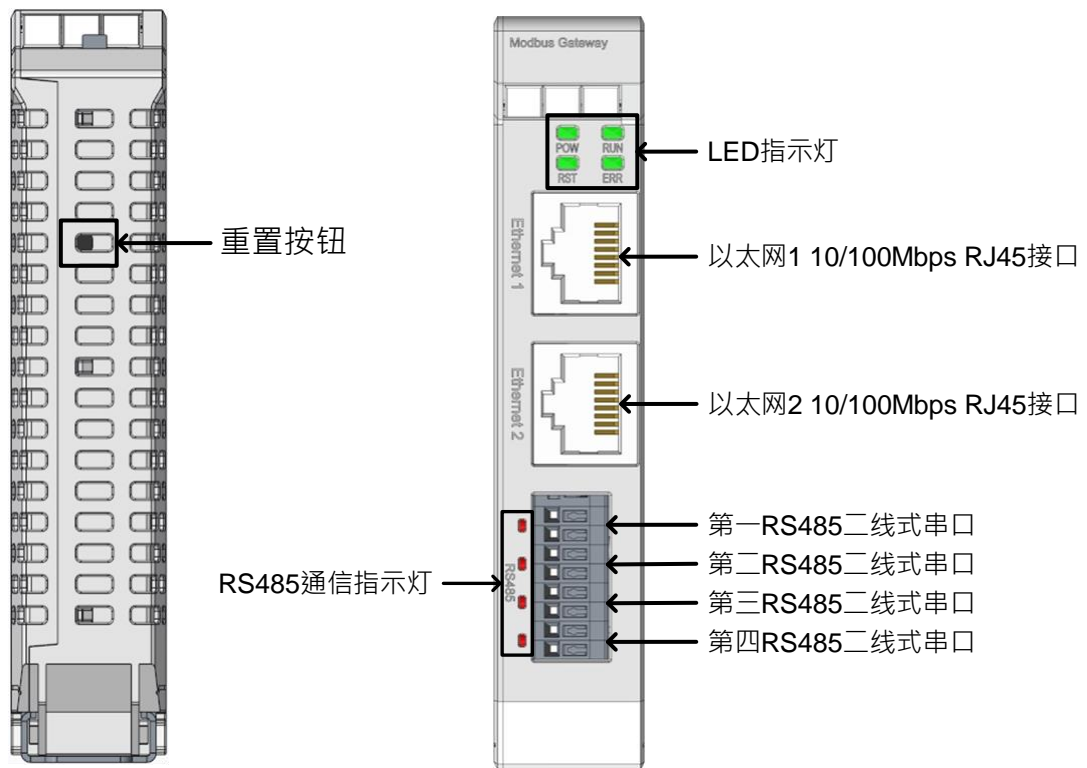 Modbus Gateway
POW RUN
RST ERR
LED指示灯
重置按钮
Ethernet 1
以太网1 10/100Mbps RJ45接口
Ethernet 2
以太网2 10/100Mbps RJ45接口
第一RS485二线式串口
第二RS485二线式串口
RS485通信指示灯
RS485
第三RS485二线式串口
第四RS485二线式串口